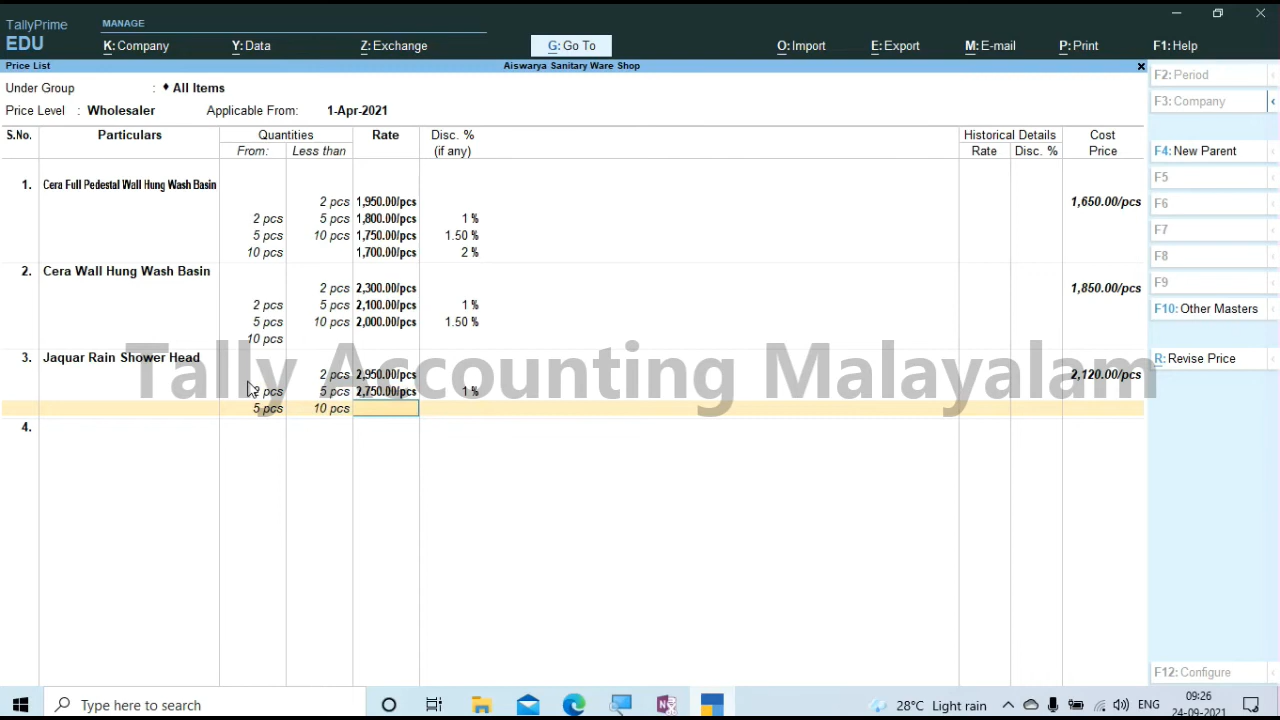 TallyPrime
EDU
MANAGE
K: Company
Y: Data
Z: Exchange
G: Go To
O: Import
E: Export
M: E-mail
P: Print
F1: Help
Price List
Aiswarya Sanitary Ware Shop
Under Group : ♦ All Items
Price Level : Wholesaler Applicable From: 1-Apr-2021
S.No. Particulars Quantities Rate Disc. % Historical Details Cost
From: Less than (if any) Rate Disc. % Price
1. Cera Full Pedestal Wall Hung Wash Basin
2 pcs 1,950.00/pcs 1,650.00/pcs
2 pcs 5 pcs 1,800.00/pcs 1 %
5 pcs 10 pcs 1,750.00/pcs 1.50 %
10 pcs 1,700.00/pcs 2 %
2. Cera Wall Hung Wash Basin
2 pcs 2,300.00/pcs 1,850.00/pcs
2 pcs 5 pcs 2,100.00/pcs 1 %
5 pcs 10 pcs 2,000.00/pcs 1.50 %
10 pcs
3. Jaquar Rain Shower Head
2 pcs 2,950.00/pcs 2,120.00/pcs
2 pcs 5 pcs 2,750.00/pcs 1 %
5 pcs 10 pcs
4.
Tally Accounting Malayalam
F2: Period
F3: Company
F4: New Parent
F5
F6
F7
F8
F9
F10: Other Masters
R: Revise Price
F12: Configure
Type here to search
28°C Light rain
ENG
09:26
24-09-2021